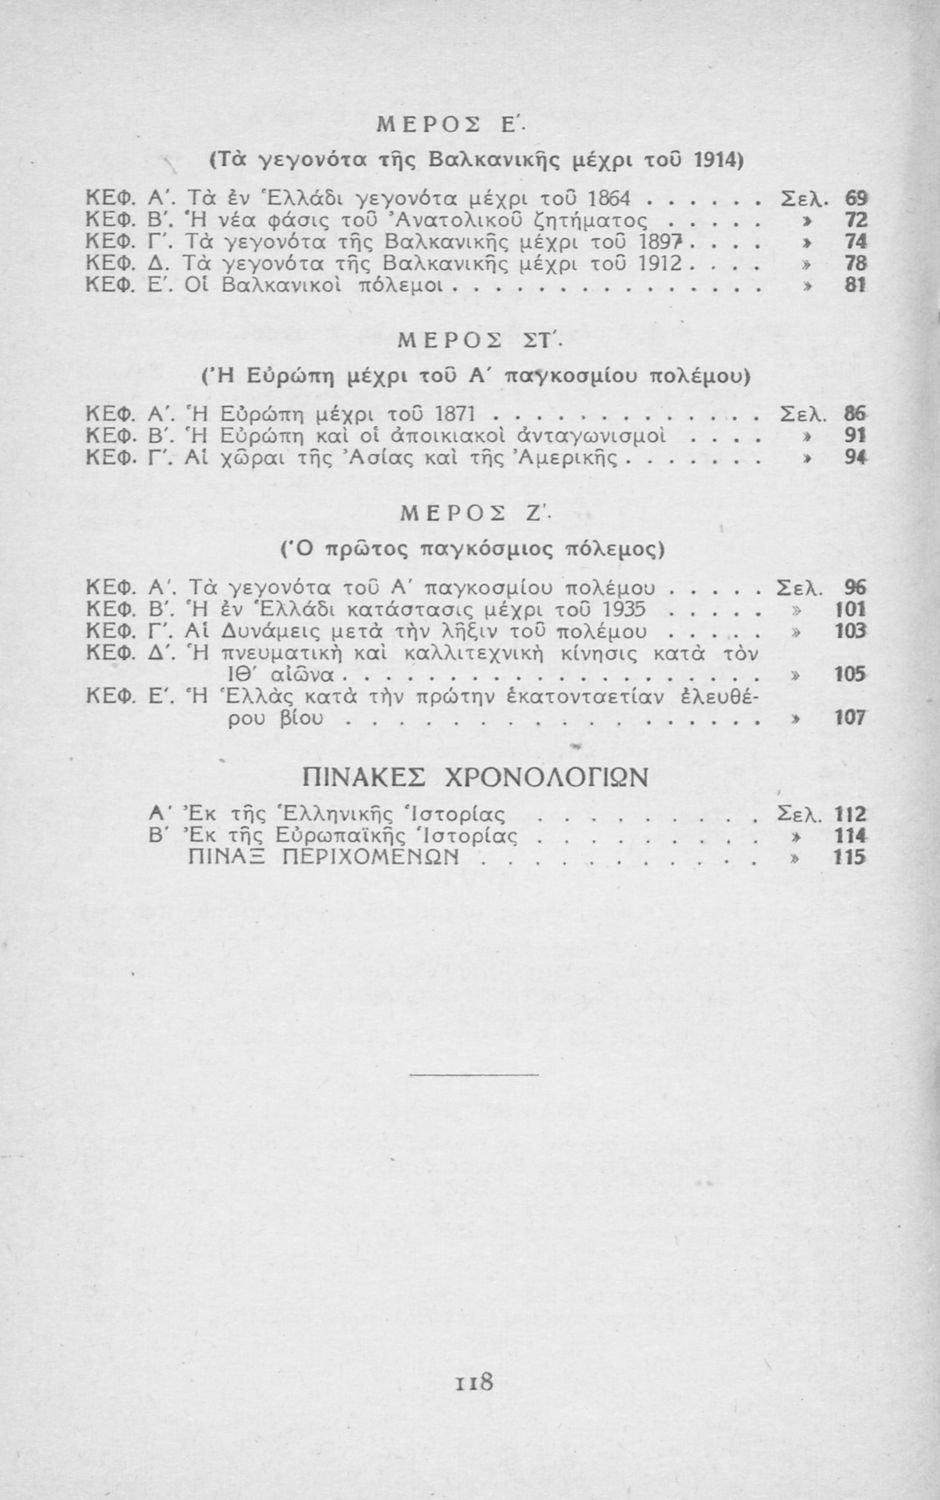 ΜΕΡΟΣ Ε΄.
(Τὰ γεγονότα τῆς Βαλκανικῆς μέχρι τοῦ 1914)
ΚΕΦ. Α΄. Τὰ ἐν Ἑλλάδι γεγονότα μέχρι τοῦ 1864 . . . . . . Σελ. 69
ΚΕΦ. Β΄. Ἡ νέα φάσις τοῦ Ἀνατολικοῦ ζητήματος . . . . . » 72
ΚΕΦ. Γ΄. Τὰ γεγονότα τῆς Βαλκανικῆς μέχρι τοῦ 1897 . . . . » 74
ΚΕΦ. Δ. Τὰ γεγονότα τῆς Βαλκανικῆς μέχρι τοῦ 1912 . . . . » 78
ΚΕΦ. Ε΄. Οἱ Βαλκανικοὶ πόλεμοι . . . . . . . . . . . . . . . » 81
ΜΕΡΟΣ ΣΤ΄.
(Ἡ Εὐρώπη μέχρι τοῦ Α΄ παγκοσμίου πολέμου)
ΚΕΦ. Α΄. Ἡ Εὐρώπη μέχρι τοῦ 1871 . . . . . . . . . . . . . Σελ. 86
ΚΕΦ. Β΄. Ἡ Εὐρώπη καὶ οἱ ἀποικιακοὶ ἀνταγωνισμοὶ . . . . » 91
ΚΕΦ. Γ΄. Αἱ χῶραι τῆς Ἀσίας καὶ τῆς Ἀμερικῆς . . . . . . . » 94
ΜΕΡΟΣ Ζ΄.
(Ὁ πρῶτος παγκόσμιος πόλεμος)
ΚΕΦ. Α΄. Τὰ γεγονότα τοῦ Α΄ παγκοσμίου πολέμου . . . . . Σελ. 96
ΚΕΦ. Β΄. Ἡ ἐν Ἑλλάδι κατάστασις μέχρι τοῦ 1935 . . . . . » 101
ΚΕΦ. Γ΄. Αἱ Δυνάμεις μετὰ τὴν λῆξιν τοῦ πολέμου . . . . . » 103
ΚΕΦ. Δ΄. Ἡ πνευματικὴ καὶ καλλιτεχνικὴ κίνησις κατὰ τὸν
ΙΘ΄ αἰῶνα . . . . . . . . . . . . . . . . . . . . » 105
ΚΕΦ. Ε΄. Ἡ Ἑλλὰς κατὰ τὴν πρώτην ἑκατονταετίαν ἐλευθέ-
ρου βίου . . . . . . . . . . . . . . . . . . » 107
ΠΙΝΑΚΕΣ ΧΡΟΝΟΛΟΓΙΩΝ
Α΄ Ἐκ τῆς Ἑλληνικῆς Ἱστορίας . . . . . . . . . Σελ. 112
Β΄ Ἐκ τῆς Εὐρωπαϊκῆς Ἱστορίας . . . . . . . . . » 114
ΠΙΝΑΞ ΠΕΡΙΧΟΜΕΝΩΝ . . . . . . . . . . . » 115
118